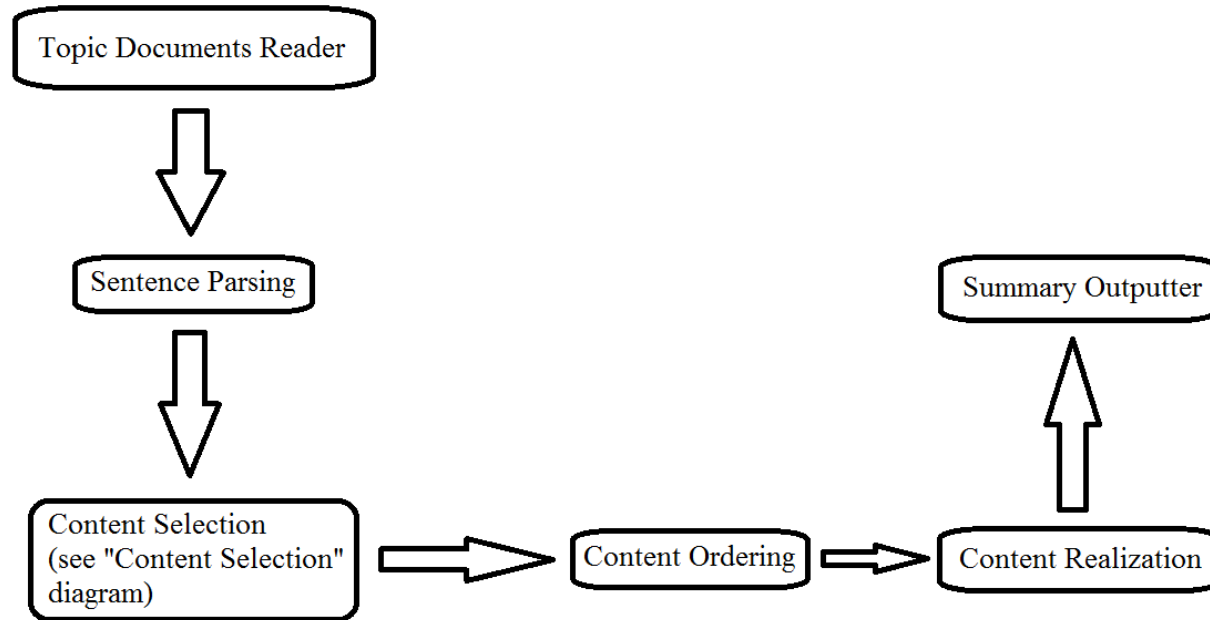 Topic Documents Reader
Sentence Parsing
Content Selection
(see "Content Selection"
diagram)
Content Ordering
Content Realization
Summary Outputter